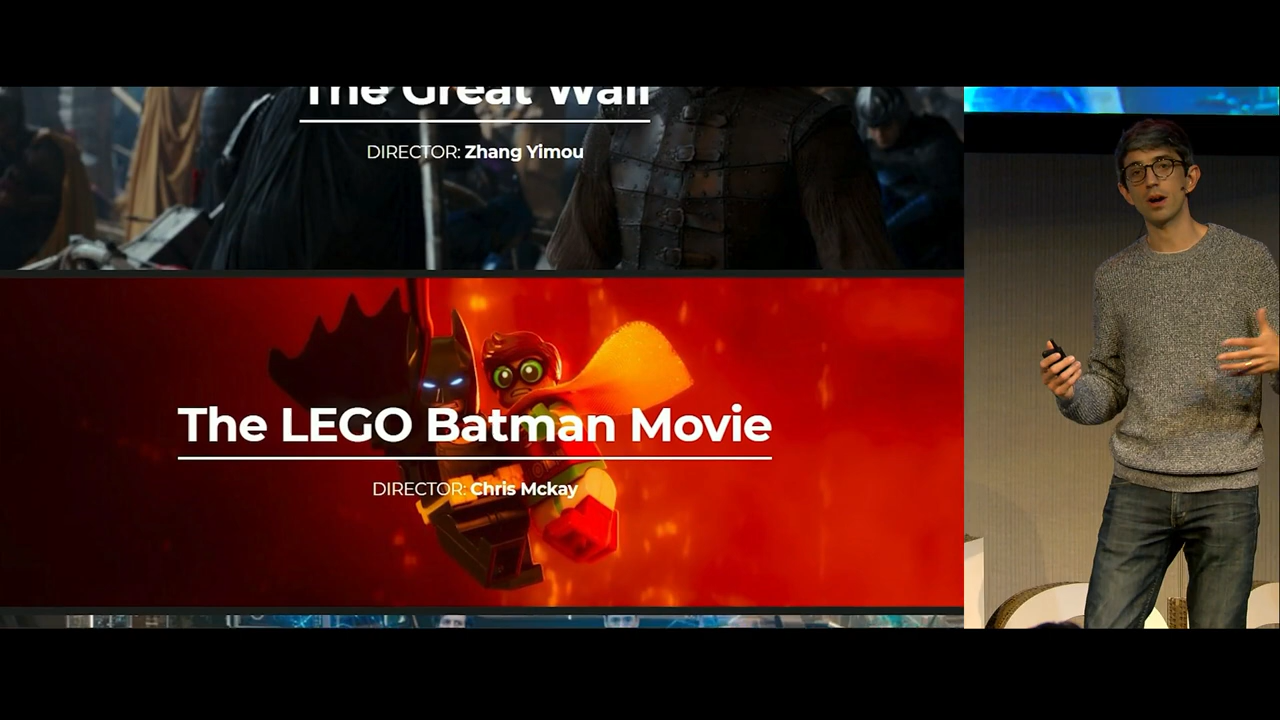 The Great Wall
DIRECTOR: Zhang Yimou
The LEGO Batman Movie
DIRECTOR: Chris Mckay